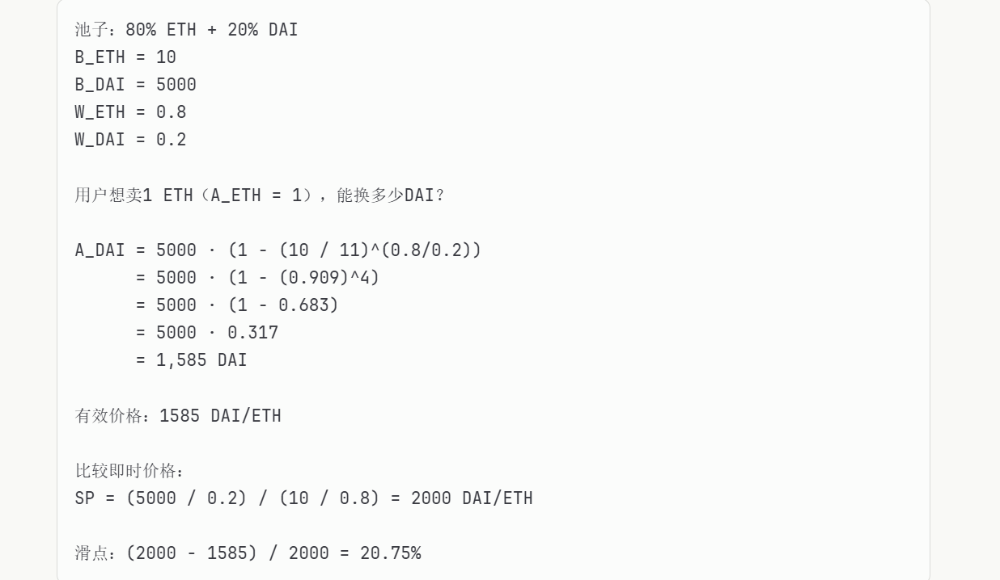 池子：80% ETH + 20% DAI
B_ETH = 10
B_DAI = 5000
W_ETH = 0.8
W_DAI = 0.2
用户想卖1 ETH（A_ETH = 1），能换多少DAI？
A_DAI = 5000 · (1 - (10 / 11)^(0.8/0.2))
= 5000 · (1 - (0.909)^4)
= 5000 · (1 - 0.683)
= 5000 · 0.317
= 1,585 DAI
有效价格：1585 DAI/ETH
比较即时价格：
SP = (5000 / 0.2) / (10 / 0.8) = 2000 DAI/ETH
滑点：(2000 - 1585) / 2000 = 20.75%